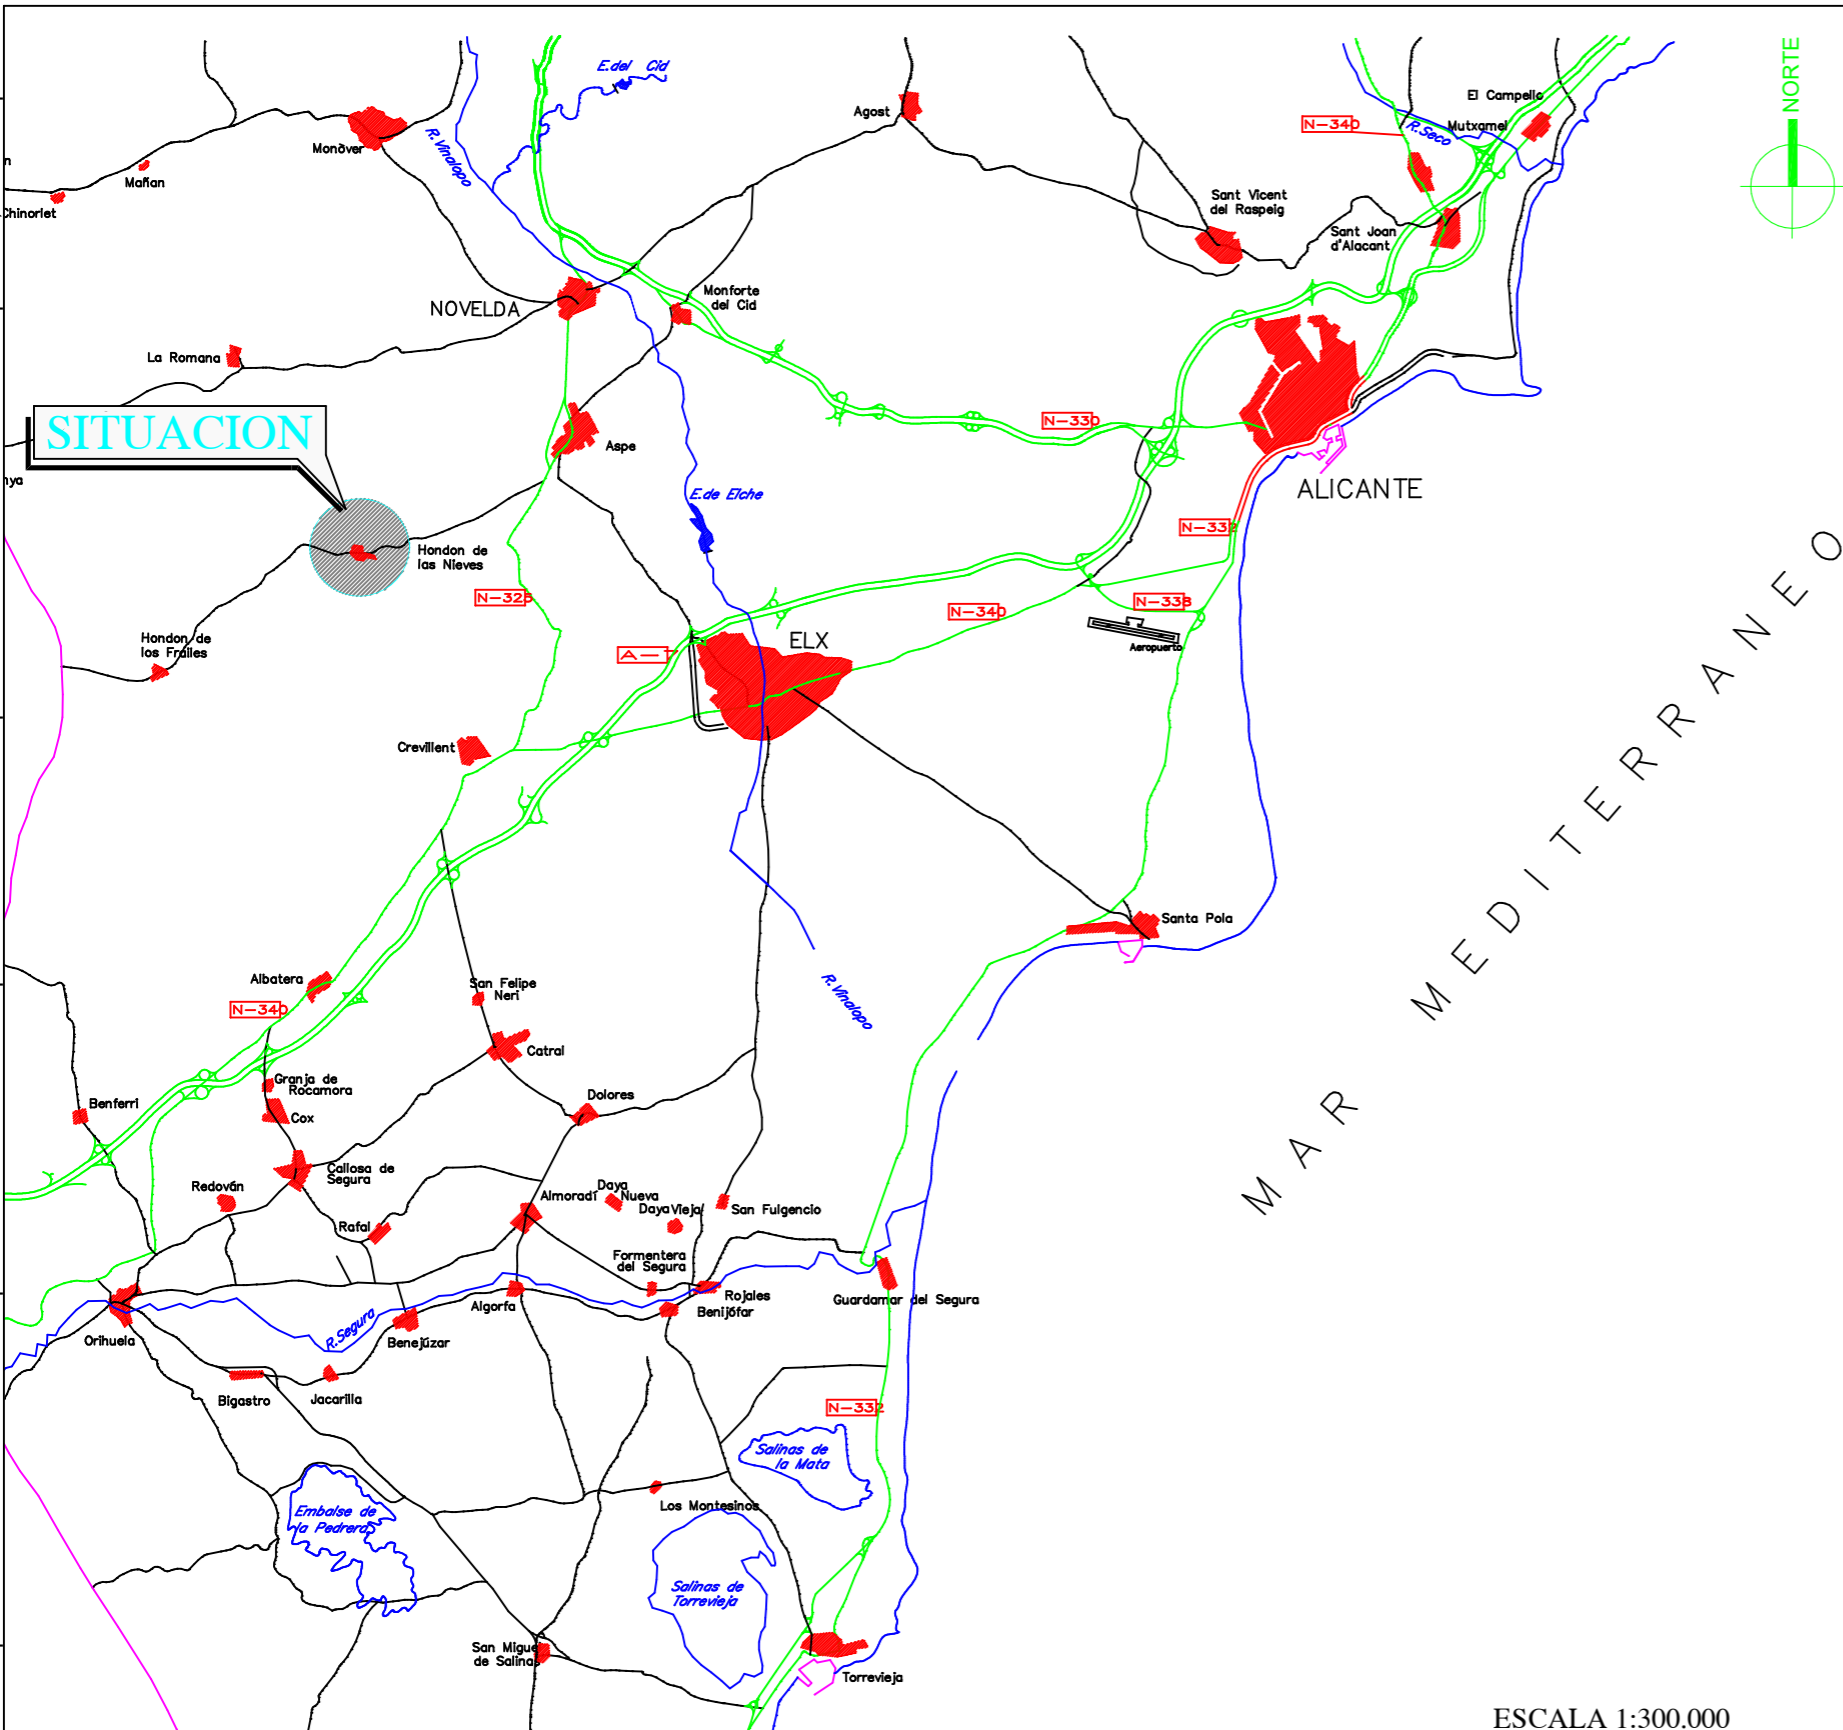 E.del Cid
NORTE
El Campello
Agost
N-340
R.Seco
Mutxamel
Monòver
R.Vinalopo
Mañan
Chinorlet
Sant Vicent
del Raspeig
Sant Joan
d'Alacant
Monforte
del Cid
NOVELDA
La Romana
SITUACION
N-330
Aspe
nya
E.de Elche
ALICANTE
N-332
Hondon de
las Nieves
N-325
N-340
N-338
Aeropuerto
Hondon de
los Frailes
A-7
ELX
MAR MEDITERRANEO
Crevillent
Santa Pola
Albatera
San Felipe
Neri
R.Vinalopo
N-340
Catral
Granja de
Rocamora
Benferri
Cox
Dolores
Callosa de
Segura
Redován
Almoradí
Daya
Nueva
Daya Vieja
San Fulgencio
Rafal
Formentera
del Segura
Rojales
Guardamar del Segura
Algorfa
Benijófar
R.Segura
Orihuela
Benejúzar
Bigastro
Jacarilla
N-332
Salinas de
la Mata
Los Montesinos
Embalse de
la Pedrera
Salinas de
Torrevieja
San Miguel
de Salinas
Torrevieja
ESCALA 1:300.000